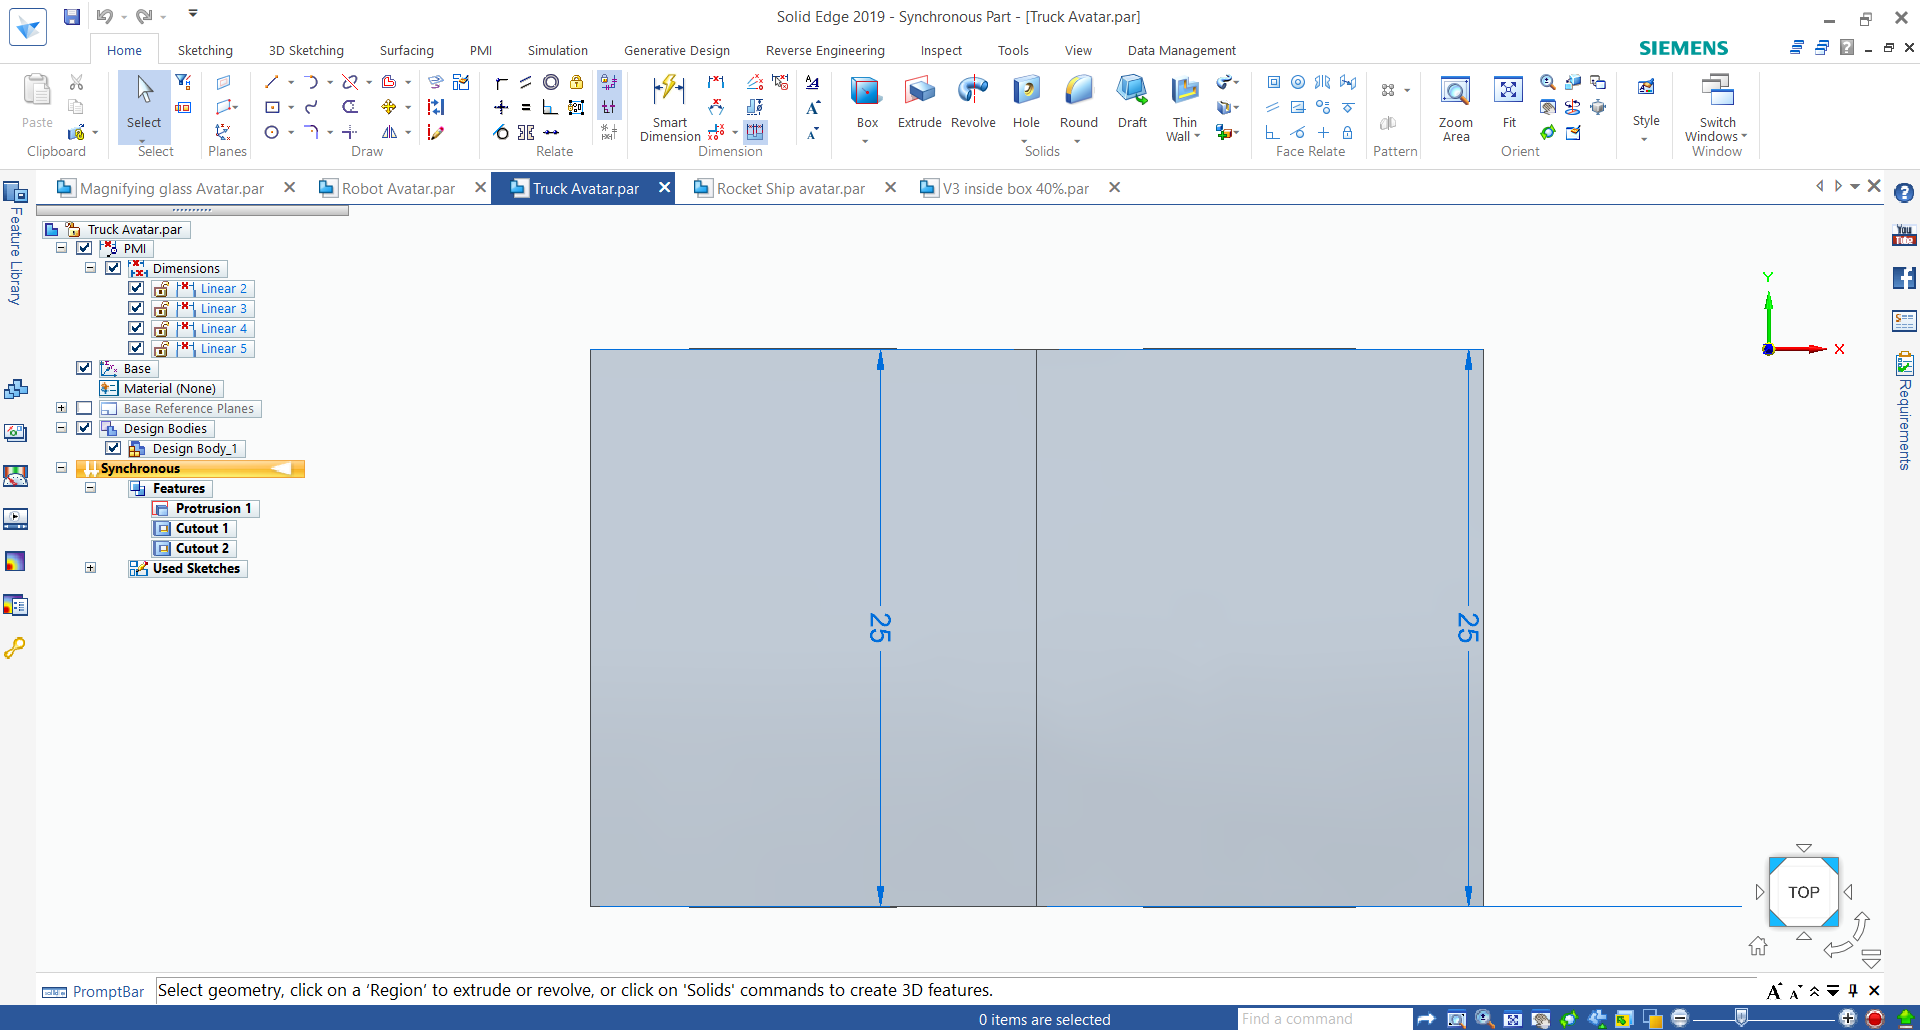 Solid Edge 2019 - Synchronous Part - [Truck Avatar.par]
Home Sketching 3D Sketching Surfacing PMI Simulation Generative Design Reverse Engineering Inspect Tools View Data Management
SIEMENS
Paste
Clipboard
Select
Select
Planes
Draw
Relate
Smart Dimension
Dimension
Box
Extrude
Revolve
Hole
Round
Draft
Thin Wall
Solids
Face Relate
Pattern
Zoom Area
Fit
Orient
Style
Switch Windows
Window
Magnifying glass Avatar.par
Robot Avatar.par
Truck Avatar.par
Rocket Ship avatar.par
V3 inside box 40%.par
Feature Library
Truck Avatar.par
PMI
Dimensions
Linear 2
Linear 3
Linear 4
Linear 5
Base
Material (None)
Base Reference Planes
Design Bodies
Design Body_1
Synchronous
Features
Protrusion 1
Cutout 1
Cutout 2
Used Sketches
25
25
Y
X
TOP
You Tube
Requirements
PromptBar
Select geometry, click on a ‘Region’ to extrude or revolve, or click on 'Solids' commands to create 3D features.
0 items are selected
Find a command